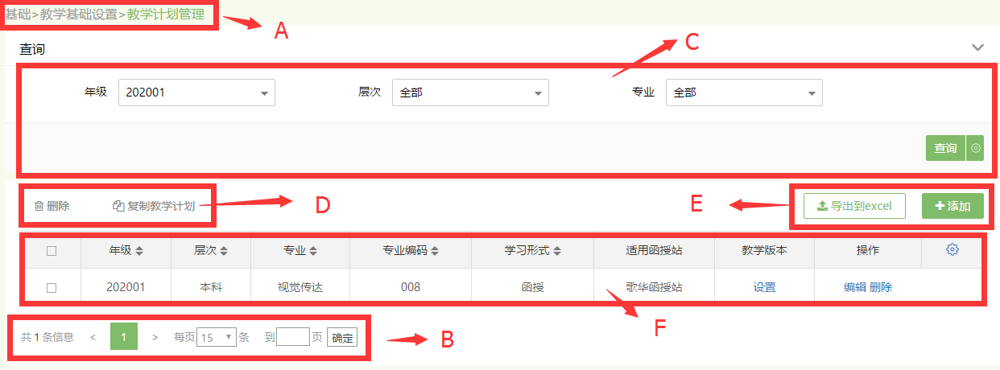 基础>教学基础设置>教学计划管理
A
查询
C
年级 202001 层次 全部 专业 全部
查询
删除 复制教学计划 D E 导出到excel 添加
年级 层次 专业 专业编码 学习形式 适用函授站 教学版本 操作
202001 本科 视觉传达 008 函授 歌华函授站 设置 编辑 删除
F
共 1 条信息 < 1 > 每页 15 条 到 页 确定 B